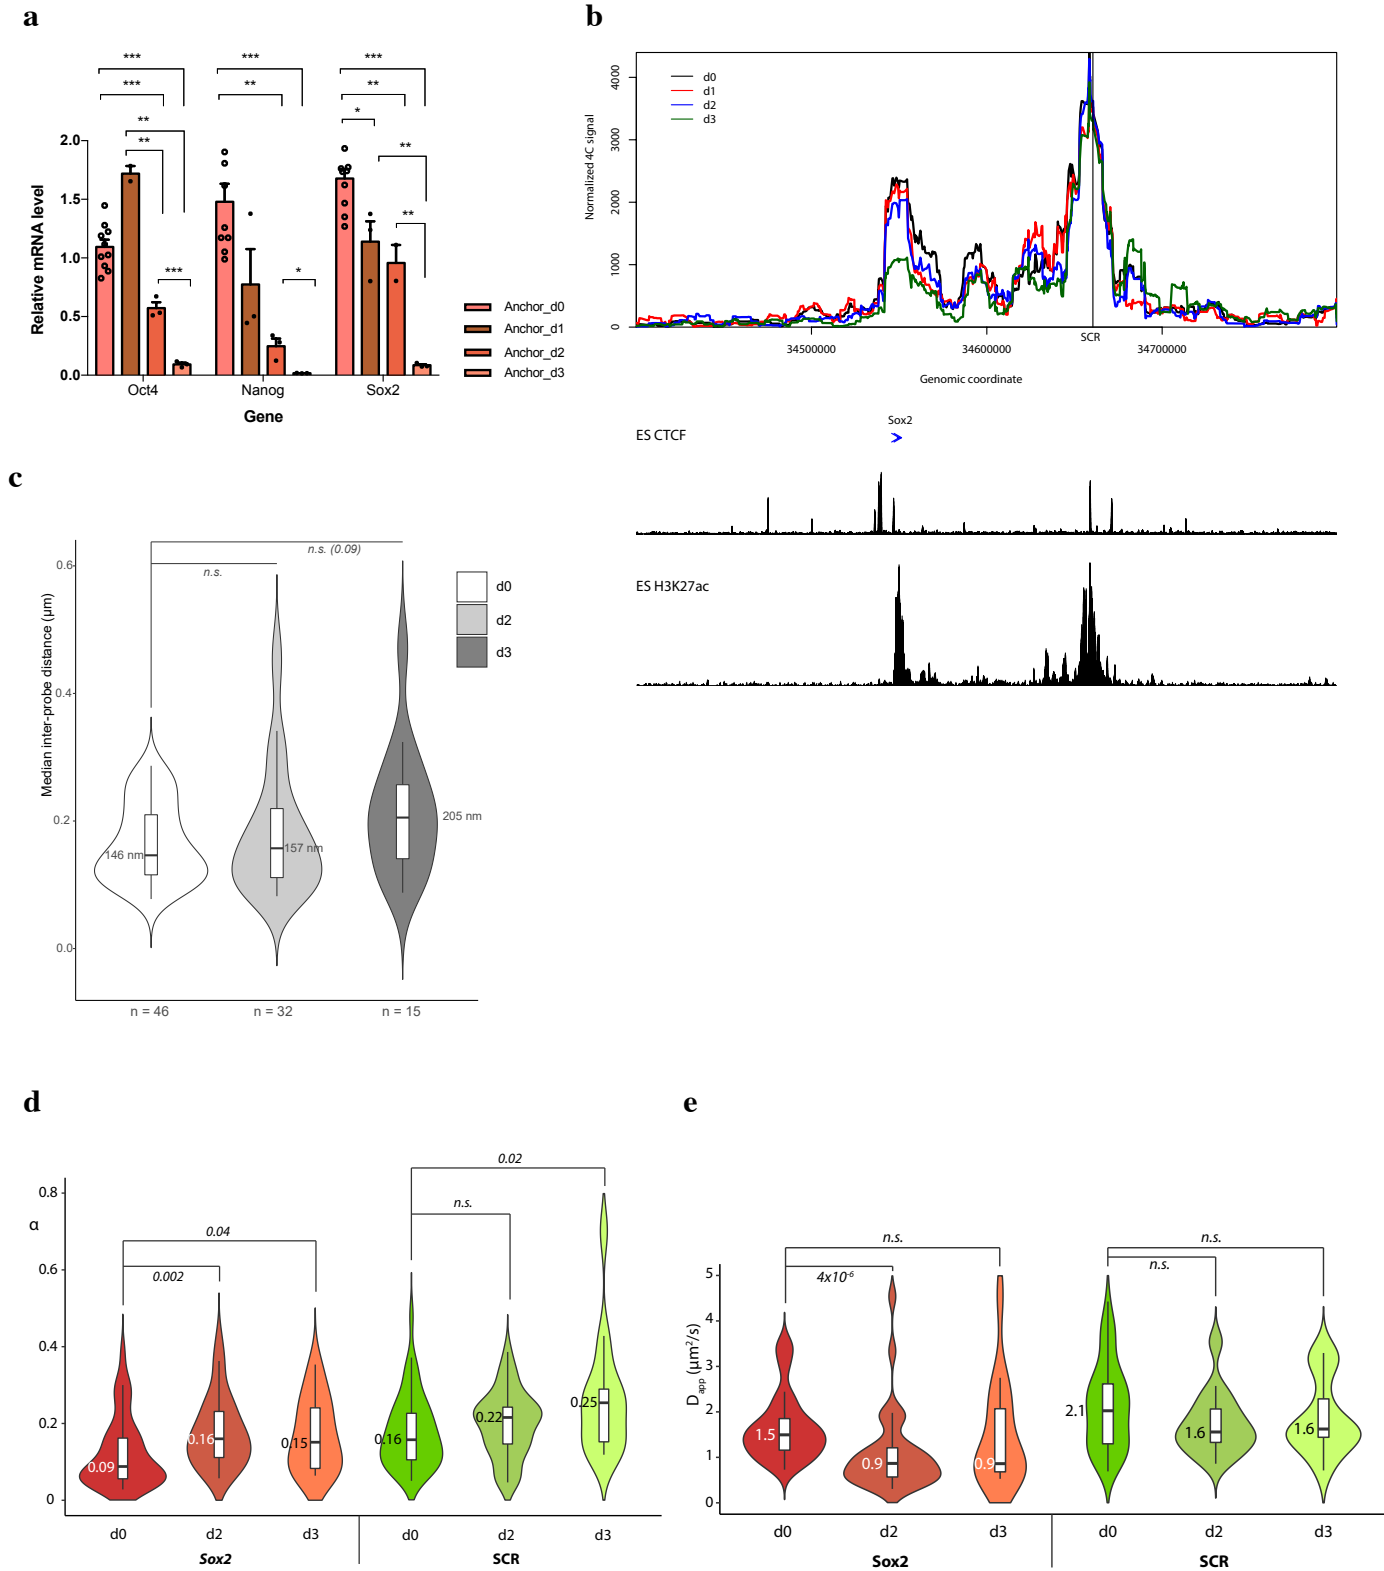 a
***
***
**
**
***
***
**
*
***
**
*
**
**
2.0
1.5
1.0
0.5
0.0
Relative mRNA level
Oct4
Nanog
Sox2
Gene
Anchor_d0
Anchor_d1
Anchor_d2
Anchor_d3
b
d0
d1
d2
d3
4000
3000
2000
1000
0
Normalized 4C signal
34500000
34600000
SCR
34700000
Genomic coordinate
Sox2
ES CTCF
ES H3K27ac
c
n.s. (0.09)
n.s.
0.6
0.4
0.2
0.0
Median inter-probe distance (μm)
146 nm
157 nm
205 nm
d0
d2
d3
n = 46
n = 32
n = 15
d
0.02
n.s.
0.04
0.002
0.8
0.6
0.4
0.2
0
α
0.09
0.16
0.15
0.16
0.22
0.25
d0
d2
d3
d0
d2
d3
Sox2
SCR
e
n.s.
4x10⁻⁶
n.s.
n.s.
5
4
3
2
1
0
Dapp (μm²/s)
1.5
0.9
0.9
2.1
1.6
1.6
d0
d2
d3
d0
d2
d3
Sox2
SCR